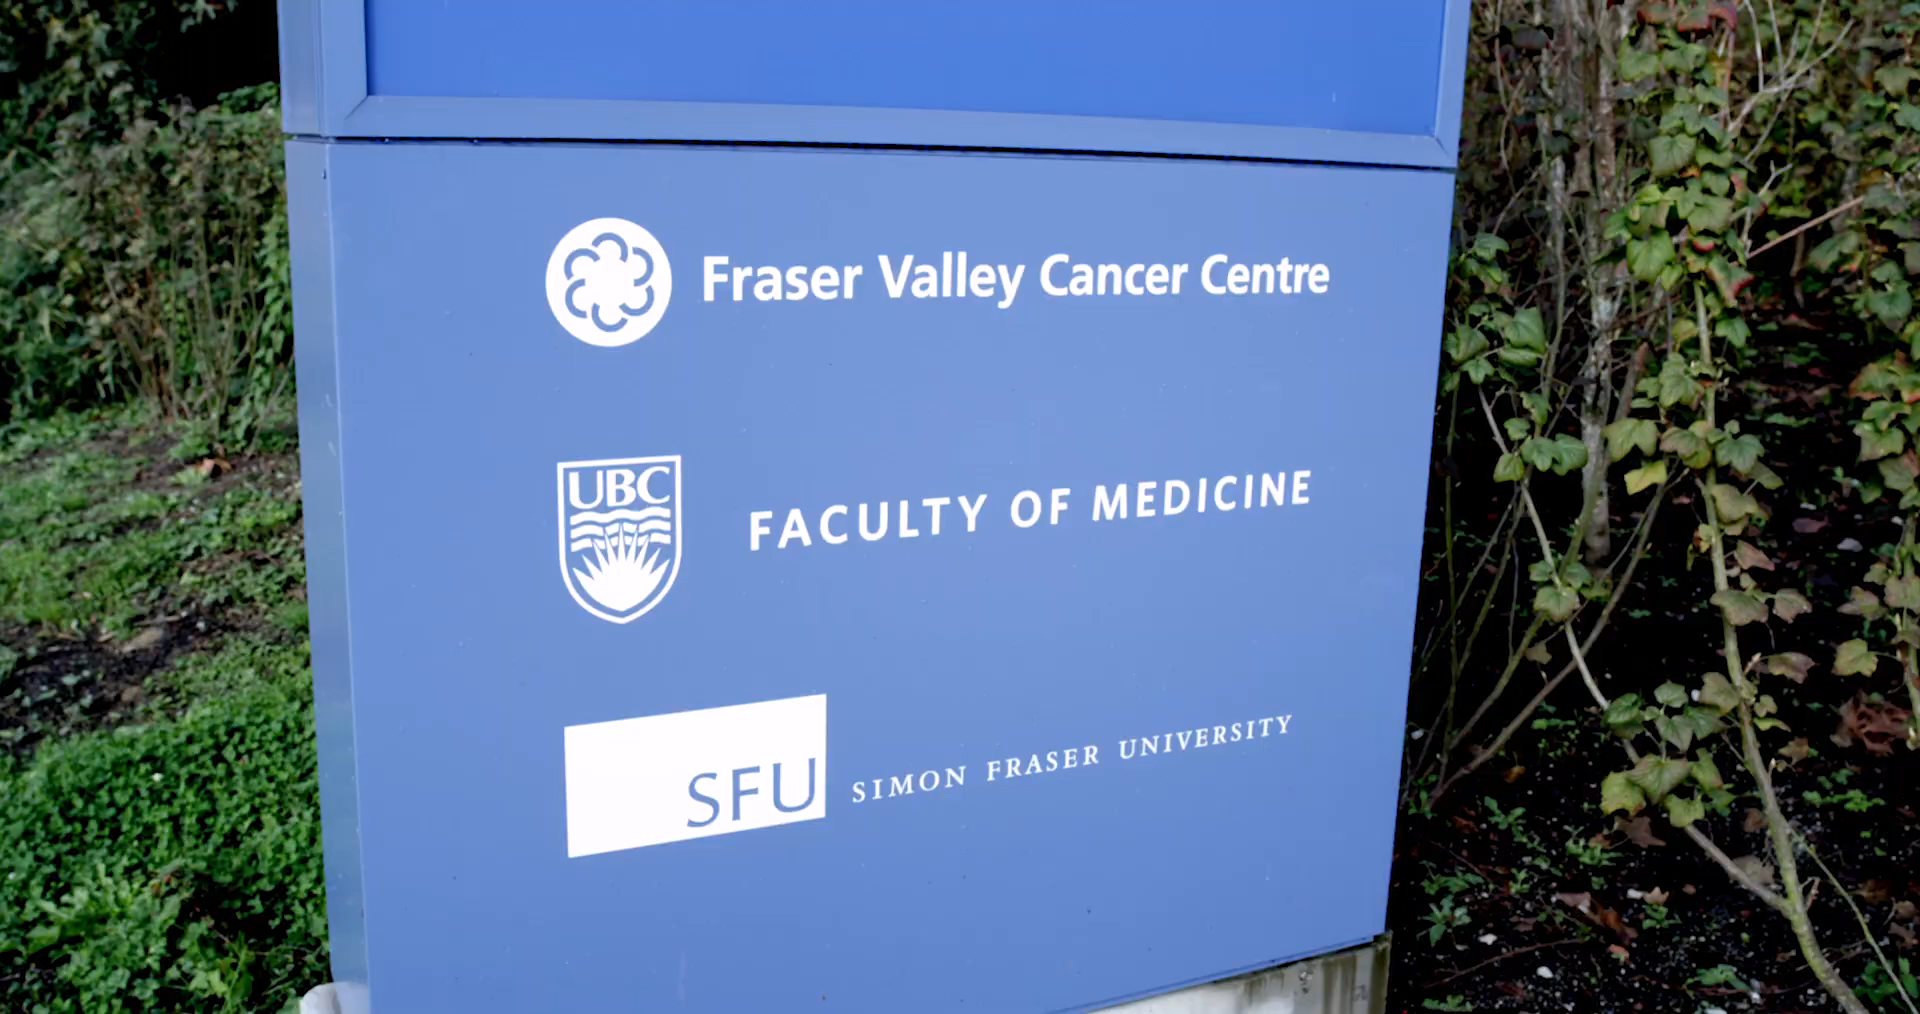 Fraser Valley Cancer Centre
UBC
FACULTY OF MEDICINE
SFU
SIMON FRASER UNIVERSITY